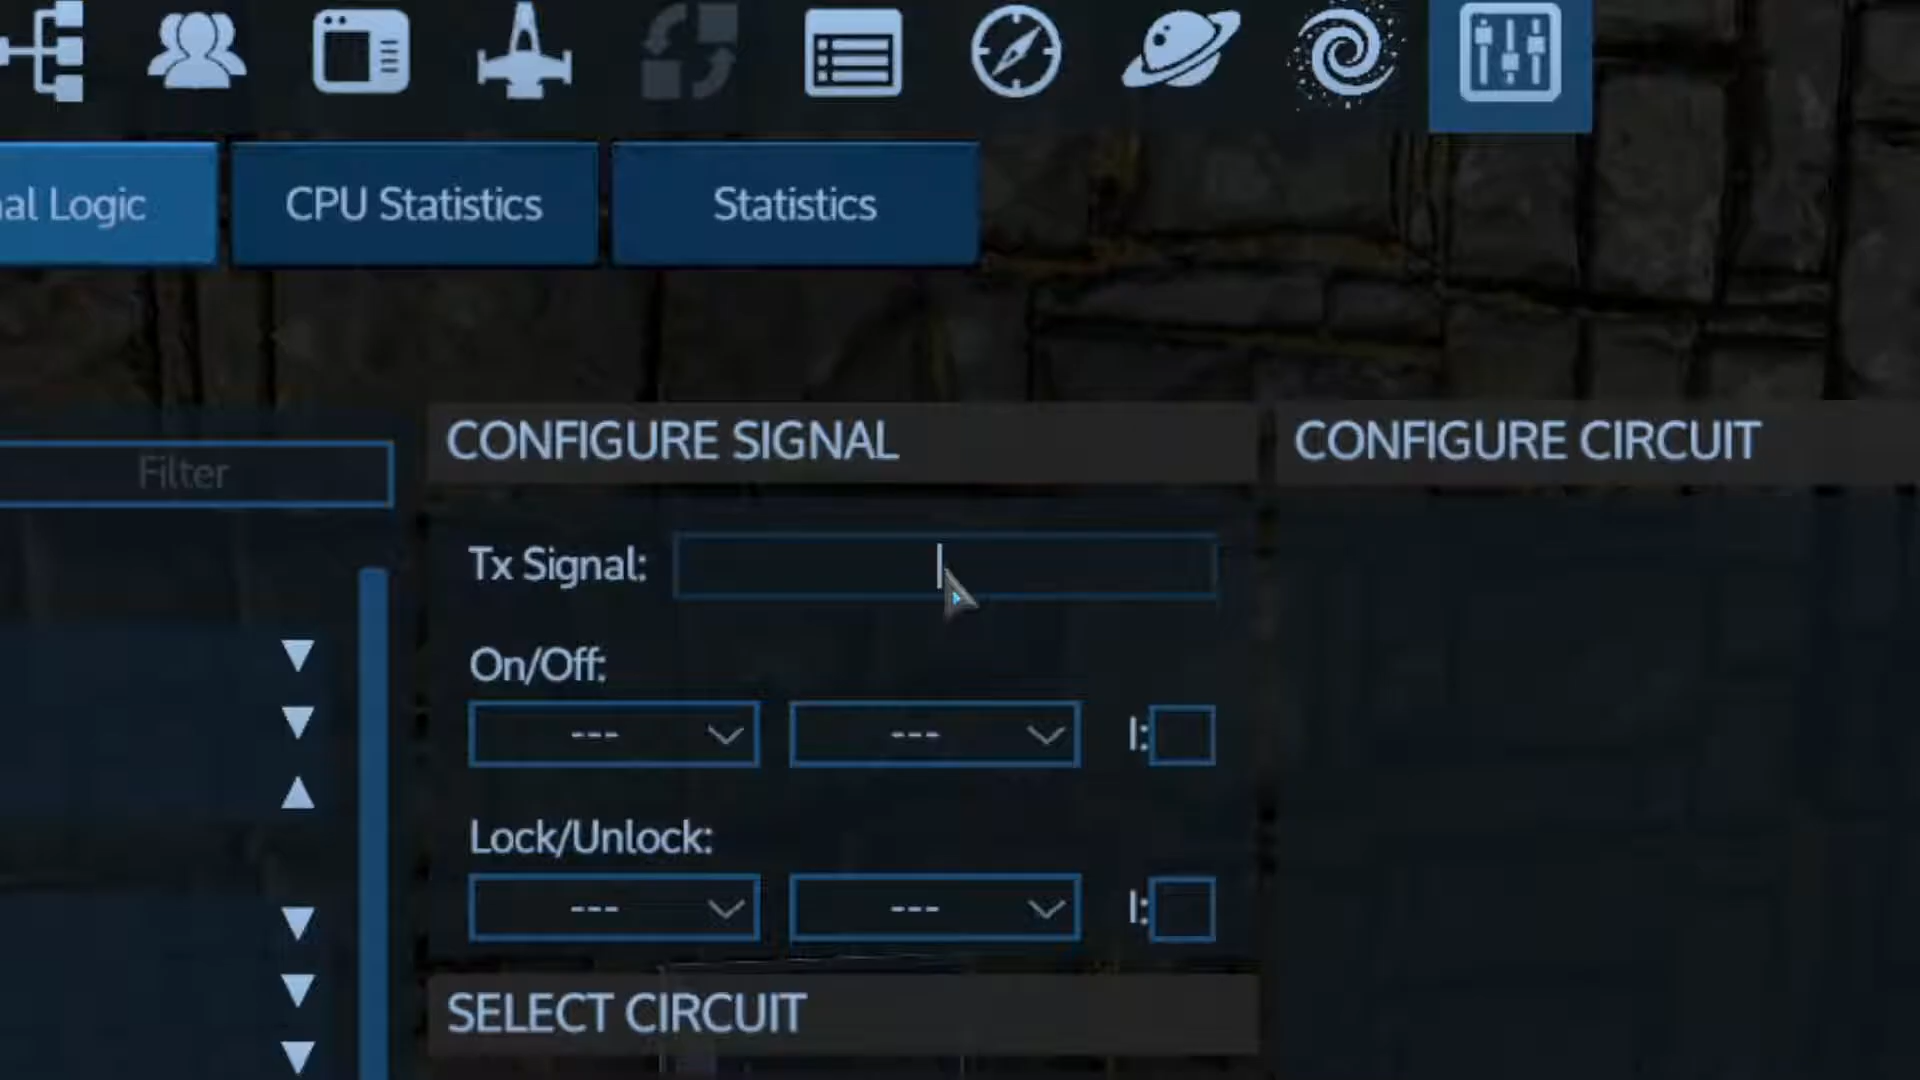 al Logic
CPU Statistics
Statistics
Filter
CONFIGURE SIGNAL
CONFIGURE CIRCUIT
Tx Signal:
On/Off:
--- --- I:
Lock/Unlock:
--- --- I:
SELECT CIRCUIT